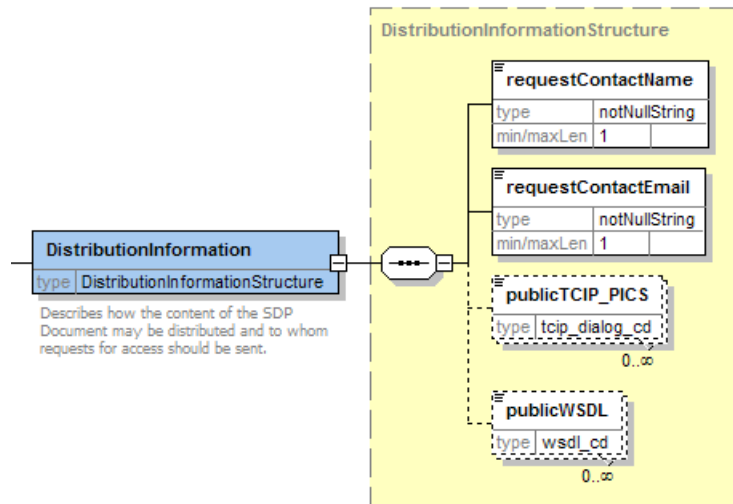 DistributionInformationStructure
requestContactName
type notNullString
min/maxLen 1
requestContactEmail
type notNullString
min/maxLen 1
DistributionInformation
type DistributionInformationStructure
Describes how the content of the SDP
Document may be distributed and to whom
requests for access should be sent.
publicTCIP_PICS
type tcip_dialog_cd
0..∞
publicWSDL
type wsdl_cd
0..∞